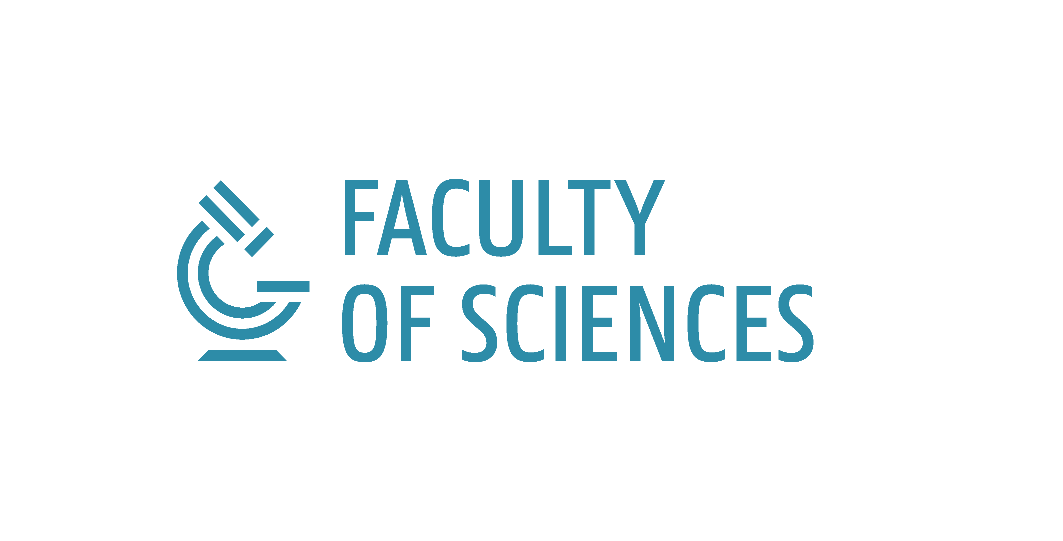 FACULTY
OF SCIENCES